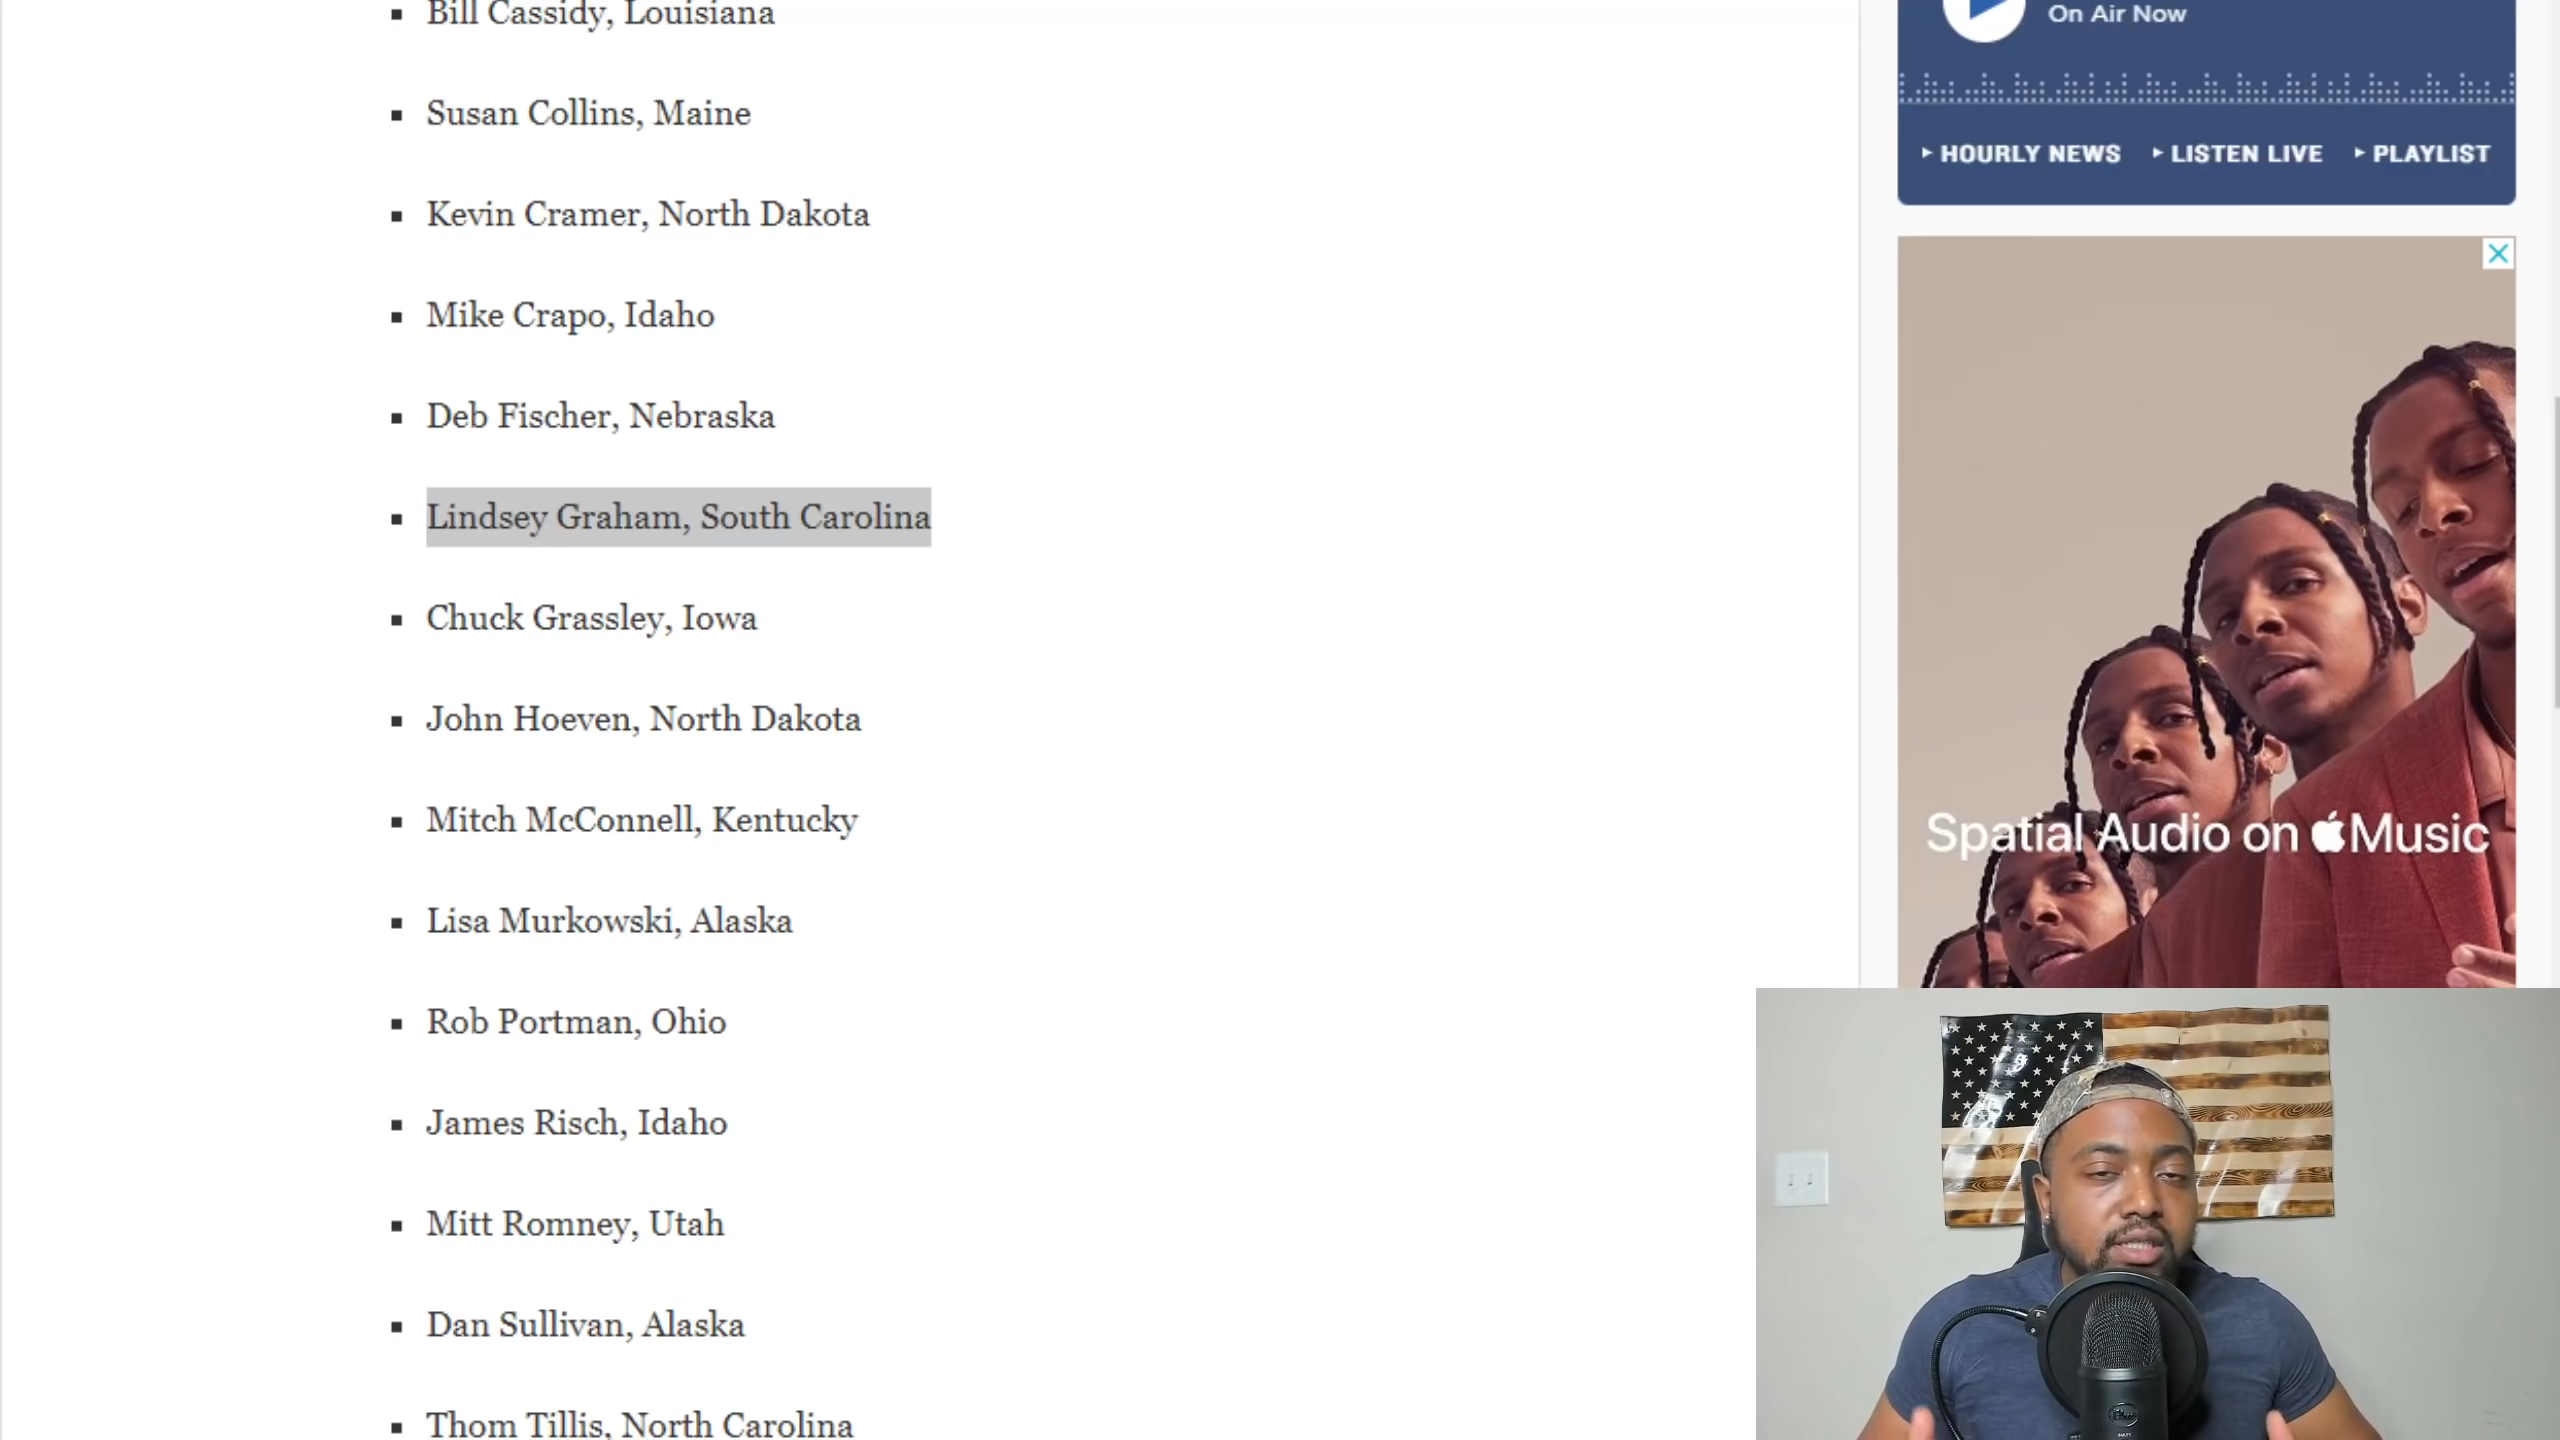 Bill Cassidy, Louisiana
Susan Collins, Maine
Kevin Cramer, North Dakota
Mike Crapo, Idaho
Deb Fischer, Nebraska
Lindsey Graham, South Carolina
Chuck Grassley, Iowa
John Hoeven, North Dakota
Mitch McConnell, Kentucky
Lisa Murkowski, Alaska
Rob Portman, Ohio
James Risch, Idaho
Mitt Romney, Utah
Dan Sullivan, Alaska
Thom Tillis, North Carolina
On Air Now
HOURLY NEWS LISTEN LIVE PLAYLIST
Spatial Audio on Music